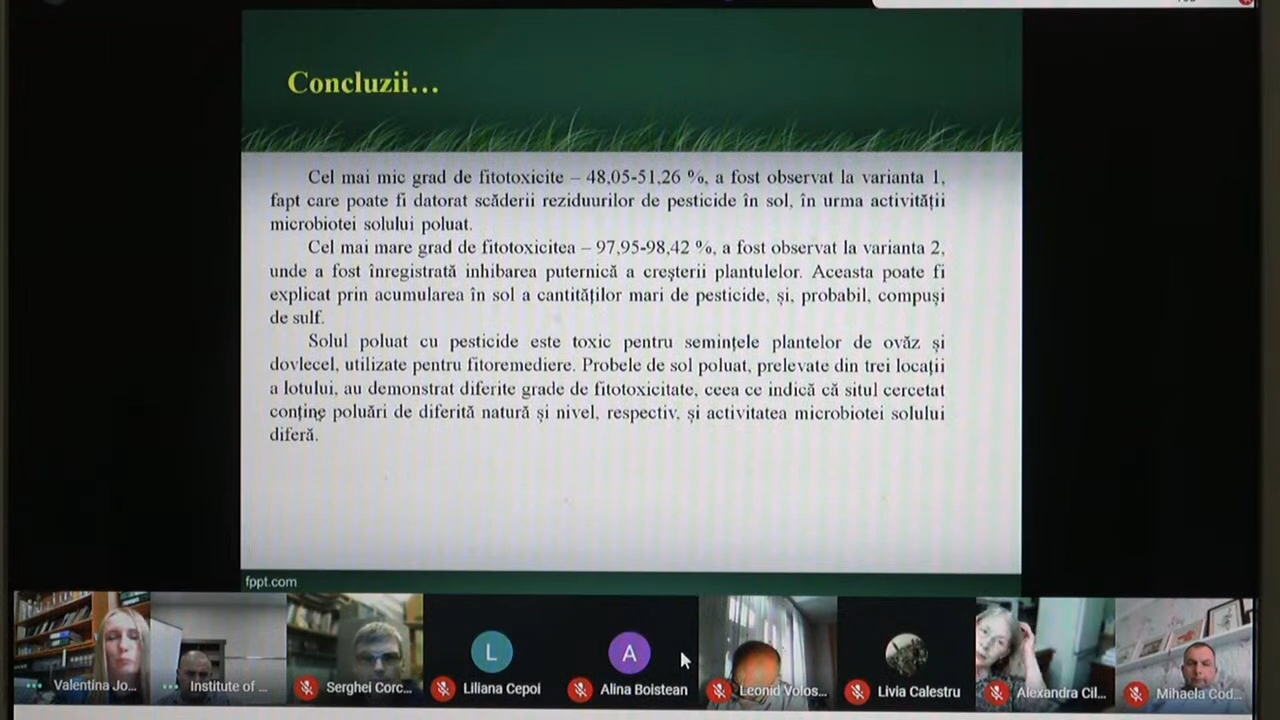 Concluzii…
Cel mai mic grad de fitotoxicite – 48,05-51,26 %, a fost observat la varianta 1,
fapt care poate fi datorat scăderii reziduurilor de pesticide în sol, în urma activității
microbiotei solului poluat.
Cel mai mare grad de fitotoxicitea – 97,95-98,42 %, a fost observat la varianta 2,
unde a fost înregistrată inhibarea puternică a creșterii plantulelor. Aceasta poate fi
explicat prin acumularea în sol a cantităților mari de pesticide, și, probabil, compuși
de sulf.
Solul poluat cu pesticide este toxic pentru semințele plantelor de ovăz și
dovlecel, utilizate pentru fitoremediere. Probele de sol poluat, prelevate din trei locații
a lotului, au demonstrat diferite grade de fitotoxicitate, ceea ce indică că situl cercetat
conține poluări de diferită natură și nivel, respectiv, și activitatea microbiotei solului
diferă.
fppt.com
Valentina Jo...
Institute of ...
Serghei Corc...
L
Liliana Cepoi
A
Alina Boistean
Leonid Volos...
Livia Calestru
Alexandra Cil...
Mihaela Cod...